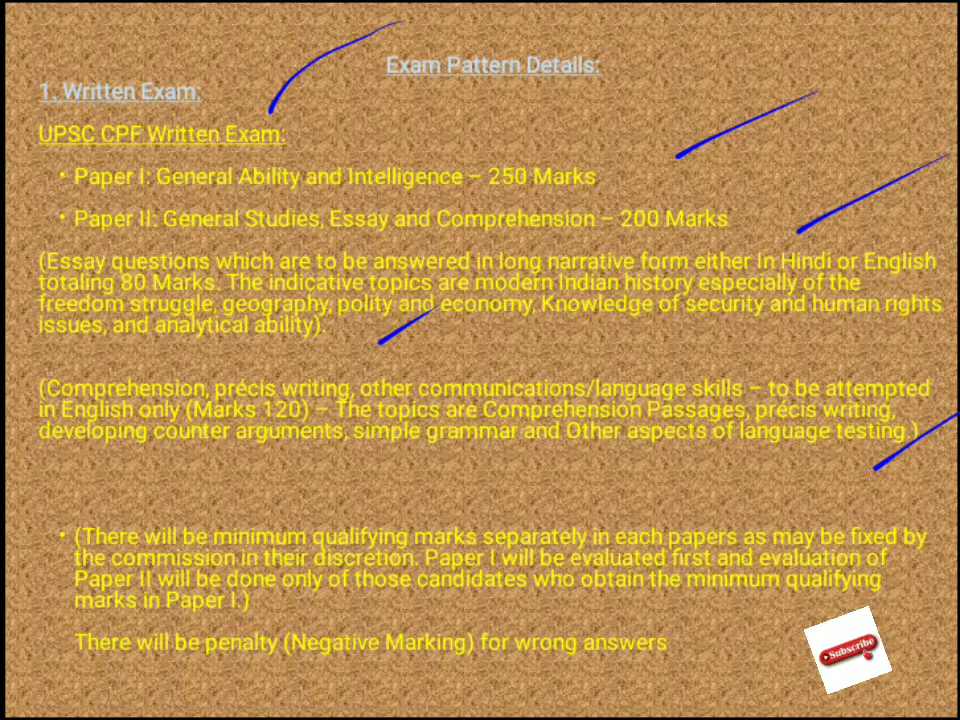 Exam Pattern Details:
1. Written Exam:
UPSC CPF Written Exam:
• Paper I: General Ability and Intelligence – 250 Marks
• Paper II: General Studies, Essay and Comprehension – 200 Marks
(Essay questions which are to be answered in long narrative form either In Hindi or English
totaling 80 Marks. The indicative topics are modern Indian history especially of the
freedom struggle, geography, polity and economy, Knowledge of security and human rights
issues, and analytical ability).
(Comprehension, précis writing, other communications/language skills – to be attempted
in English only (Marks 120) – The topics are Comprehension Passages, précis writing,
developing counter arguments, simple grammar and Other aspects of language testing.)
• (There will be minimum qualifying marks separately in each papers as may be fixed by
the commission in their discretion. Paper I will be evaluated first and evaluation of
Paper II will be done only of those candidates who obtain the minimum qualifying
marks in Paper I.)
There will be penalty (Negative Marking) for wrong answers
Subscribe